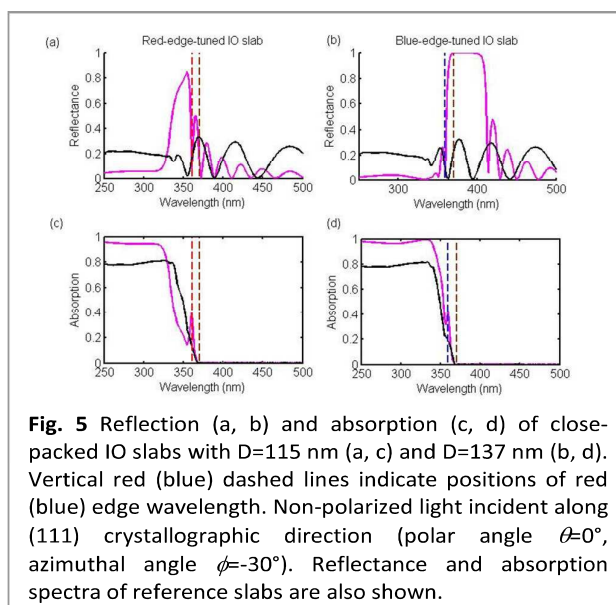 (a) Red-edge-tuned IO slab
(b) Blue-edge-tuned IO slab
1
0.8
0.6
0.4
0.2
0
Reflectance
250 300 350 400 450 500
Wavelength (nm)
1
0.8
0.6
0.4
0.2
0
Reflectance
300 400 500
Wavelength (nm)
(c)
1
0.8
0.6
0.4
0.2
0
Absorption
250 300 350 400 450 500
Wavelength (nm)
(d)
1
0.8
0.6
0.4
0.2
0
Absorption
250 300 350 400 450 500
Wavelength (nm)
Fig. 5 Reflection (a, b) and absorption (c, d) of close-
packed IO slabs with D=115 nm (a, c) and D=137 nm (b, d).
Vertical red (blue) dashed lines indicate positions of red
(blue) edge wavelength. Non-polarized light incident along
(111) crystallographic direction (polar angle θ=0°,
azimuthal angle ϕ=-30°). Reflectance and absorption
spectra of reference slabs are also shown.